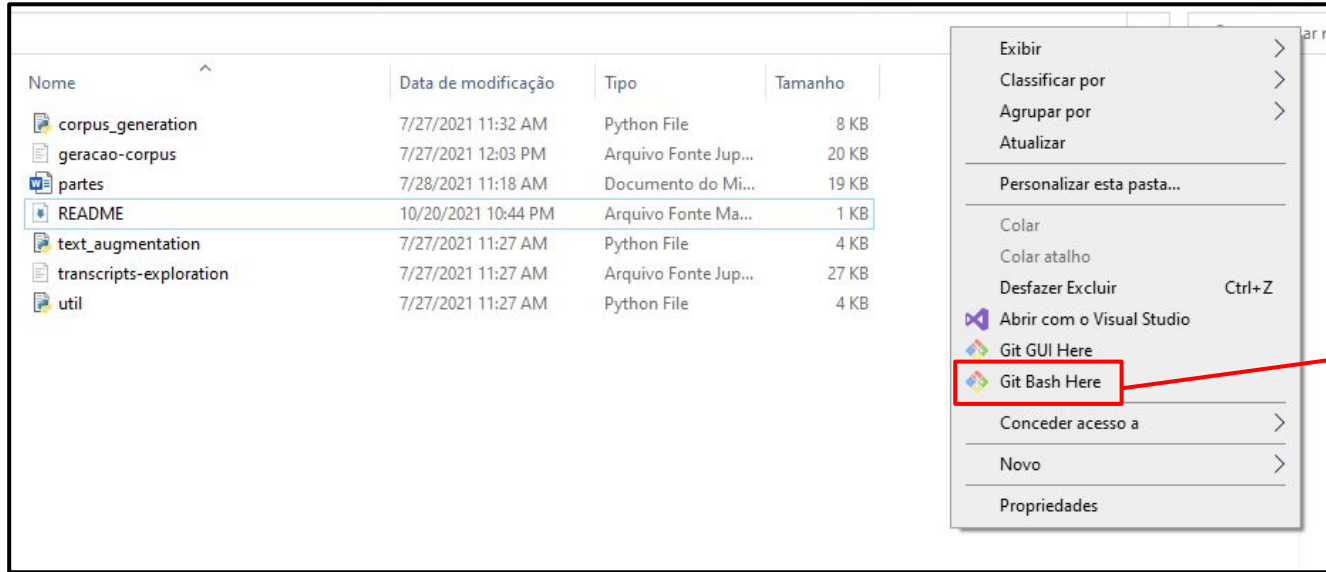 Nome Data de modificação Tipo Tamanho
corpus_generation 7/27/2021 11:32 AM Python File 8 KB
geracao-corpus 7/27/2021 12:03 PM Arquivo Fonte Jup... 20 KB
partes 7/28/2021 11:18 AM Documento do Mi... 19 KB
README 10/20/2021 10:44 PM Arquivo Fonte Ma... 1 KB
text_augmentation 7/27/2021 11:27 AM Python File 4 KB
transcripts-exploration 7/27/2021 11:27 AM Arquivo Fonte Jup... 27 KB
util 7/27/2021 11:27 AM Python File 4 KB
Exibir
Classificar por
Agrupar por
Atualizar
Personalizar esta pasta...
Colar
Colar atalho
Desfazer Excluir Ctrl+Z
Abrir com o Visual Studio
Git GUI Here
Git Bash Here
Conceder acesso a
Novo
Propriedades